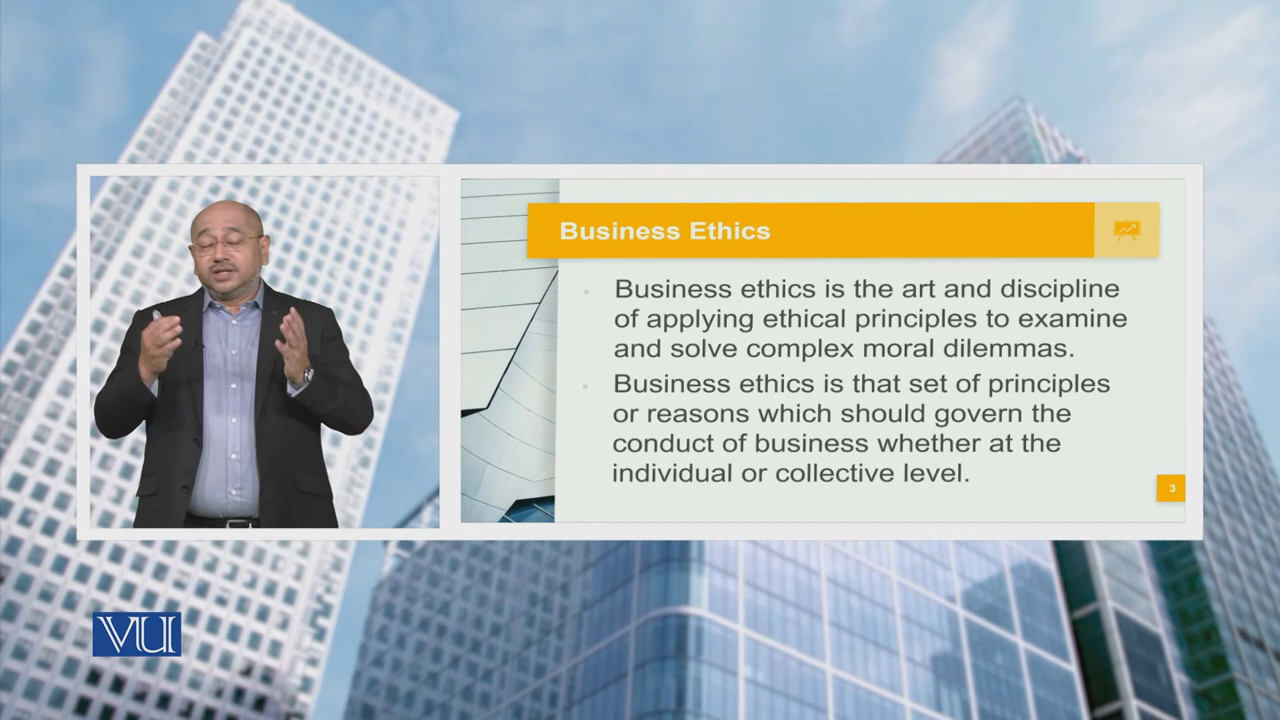 Business Ethics
Business ethics is the art and discipline
of applying ethical principles to examine
and solve complex moral dilemmas.
Business ethics is that set of principles
or reasons which should govern the
conduct of business whether at the
individual or collective level.
3
VU